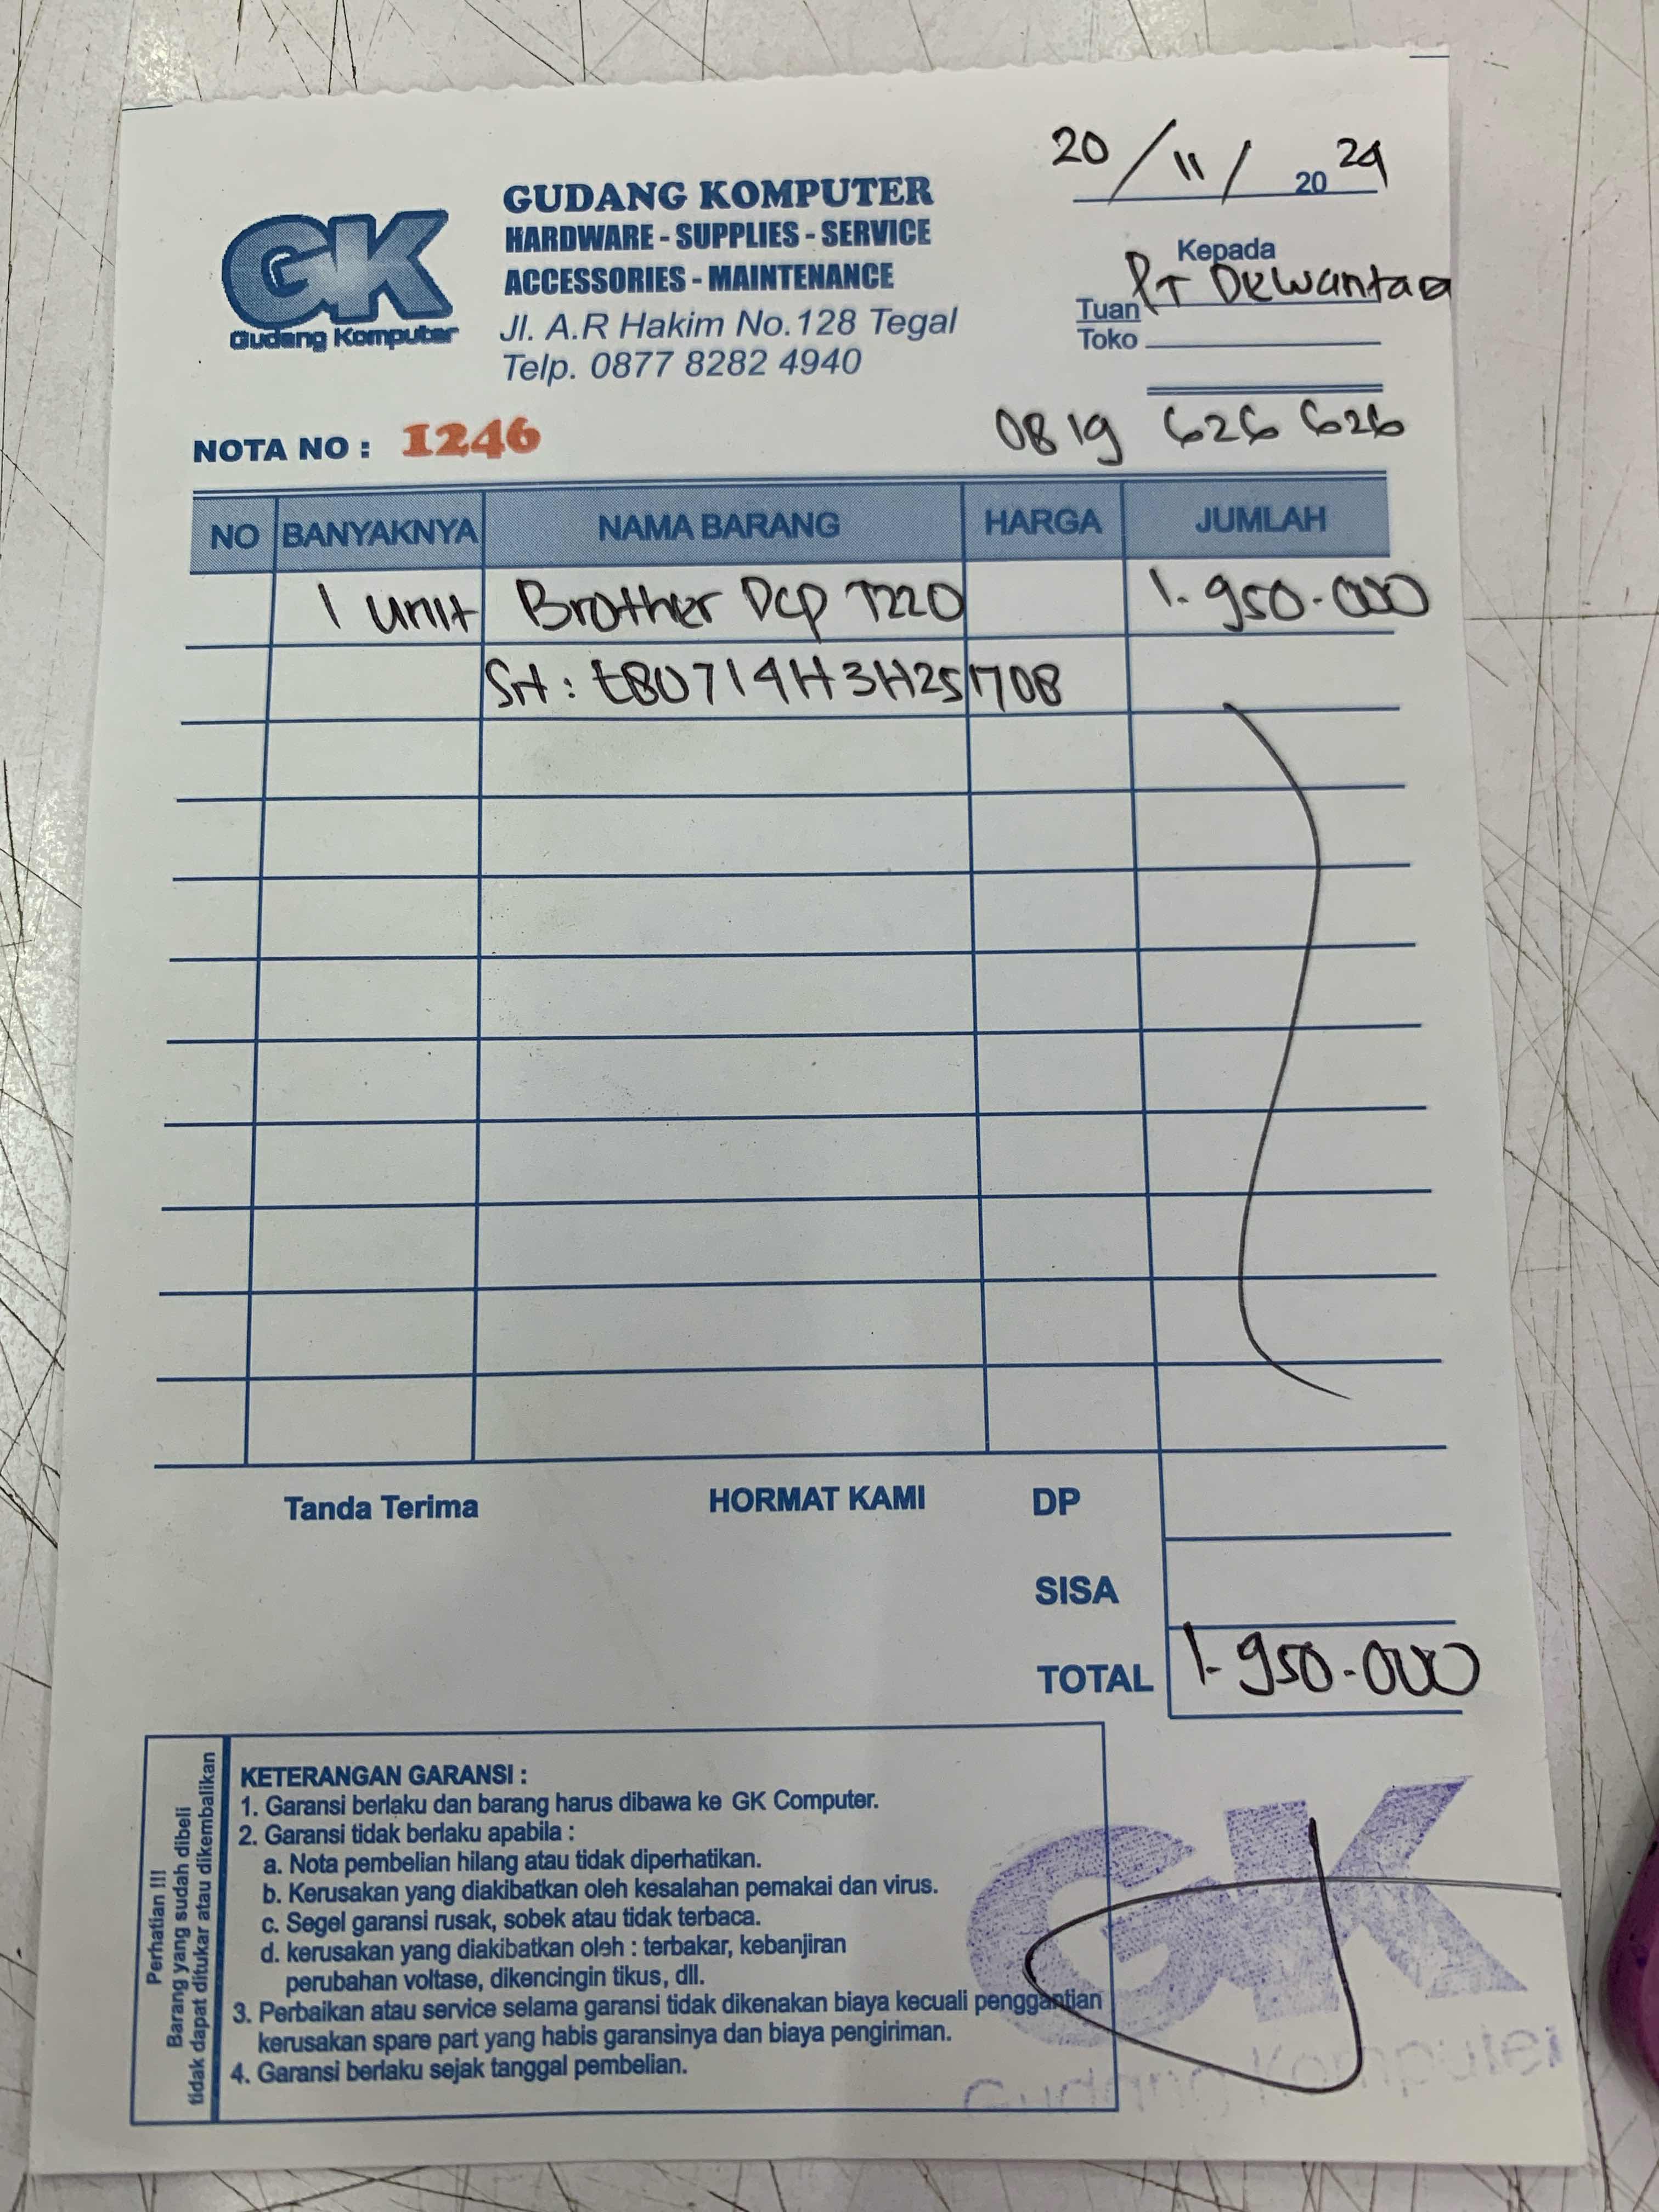 20 / 11 / 20 24
GK
Gudang Komputer
GUDANG KOMPUTER
HARDWARE - SUPPLIES - SERVICE
ACCESSORIES - MAINTENANCE
Jl. A.R Hakim No.128 Tegal
Telp. 0877 8282 4940
Kepada
Tuan PT Dewantara
Toko
0819 626 626
NOTA NO : 1246
NO BANYAKNYA NAMA BARANG HARGA JUMLAH
1 unit Brother Dcp T220 1.950.000
SN : E80714H3H251708
Tanda Terima HORMAT KAMI DP
SISA
TOTAL 1.950.000
Perhatian !!!
Barang yang sudah dibeli
tidak dapat ditukar atau dikembalikan
KETERANGAN GARANSI :
1. Garansi berlaku dan barang harus dibawa ke GK Computer.
2. Garansi tidak berlaku apabila :
a. Nota pembelian hilang atau tidak diperhatikan.
b. Kerusakan yang diakibatkan oleh kesalahan pemakai dan virus.
c. Segel garansi rusak, sobek atau tidak terbaca.
d. kerusakan yang diakibatkan oleh : terbakar, kebanjiran
perubahan voltase, dikencingin tikus, dll.
3. Perbaikan atau service selama garansi tidak dikenakan biaya kecuali penggantian
kerusakan spare part yang habis garansinya dan biaya pengiriman.
4. Garansi berlaku sejak tanggal pembelian.
GK
Gudang Komputer